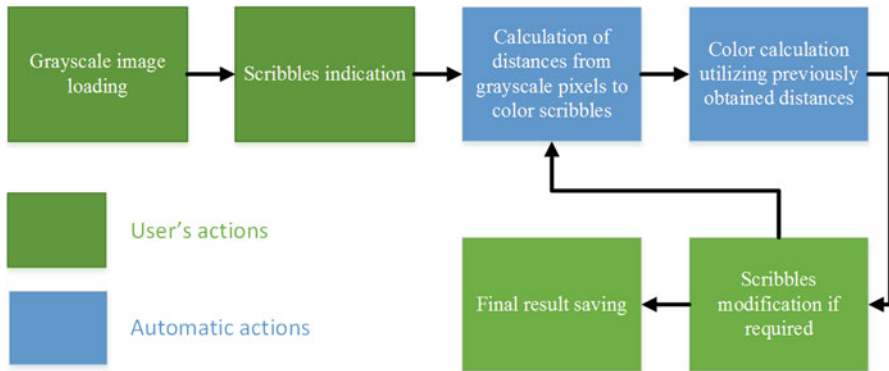 Grayscale image
loading
Scribbles indication
Calculation of
distances from
grayscale pixels to
color scribbles
Color calculation
utilizing previously
obtained distances
User's actions
Automatic actions
Final result saving
Scribbles
modification if
required